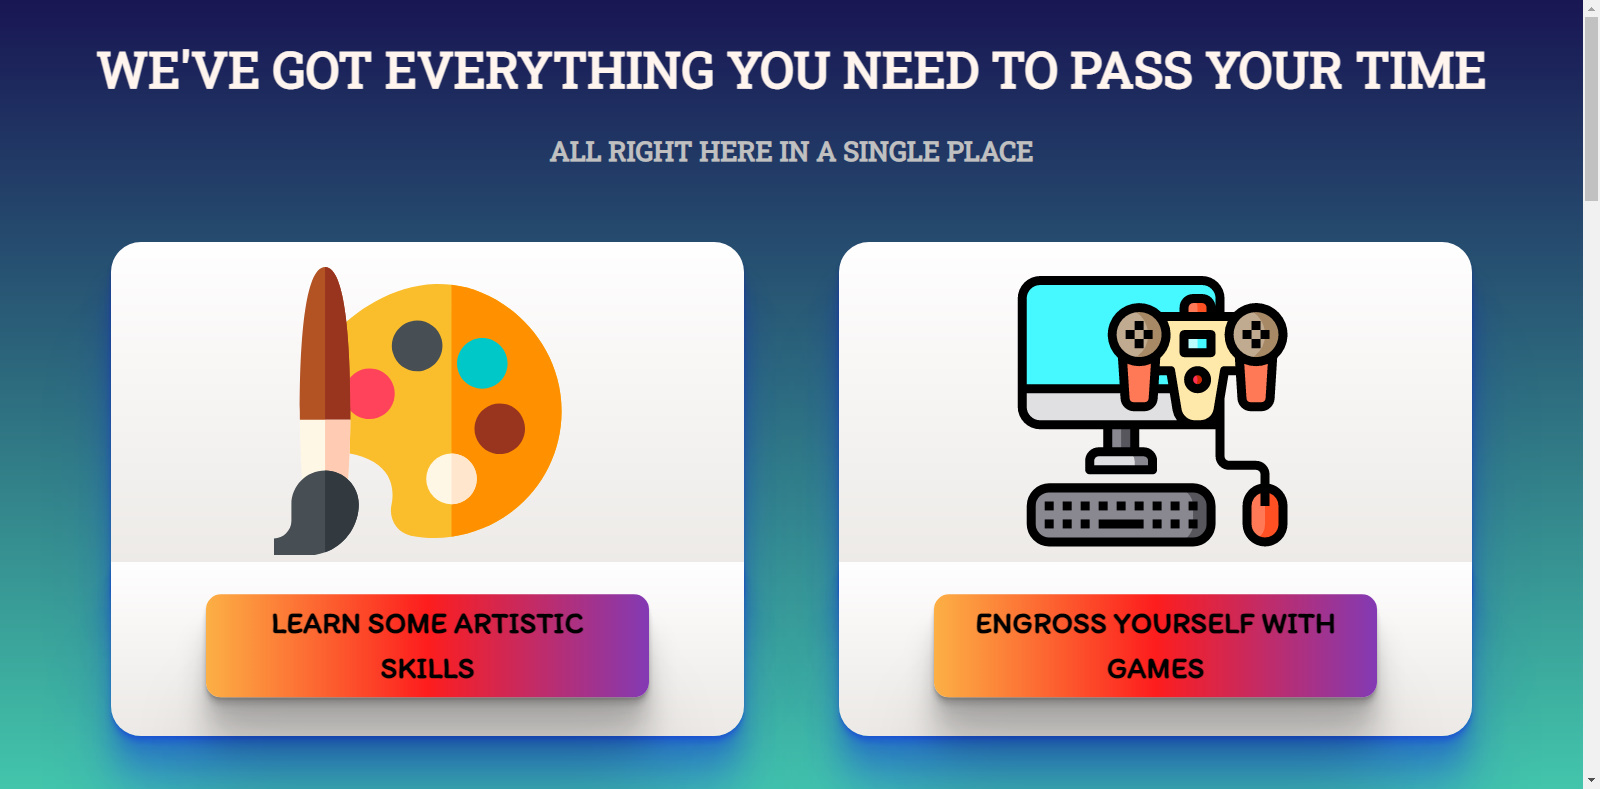 WE'VE GOT EVERYTHING YOU NEED TO PASS YOUR TIME
ALL RIGHT HERE IN A SINGLE PLACE
LEARN SOME ARTISTIC
SKILLS
ENGROSS YOURSELF WITH
GAMES